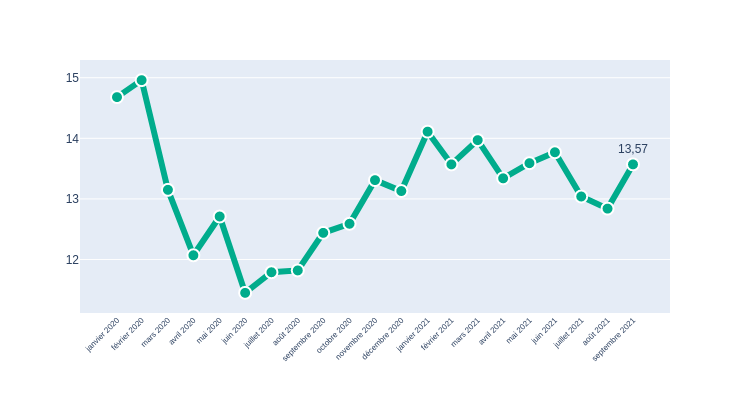 15
14
13
12
13,57
janvier 2020
février 2020
mars 2020
avril 2020
mai 2020
juin 2020
juillet 2020
août 2020
septembre 2020
octobre 2020
novembre 2020
décembre 2020
janvier 2021
février 2021
mars 2021
avril 2021
mai 2021
juin 2021
juillet 2021
août 2021
septembre 2021